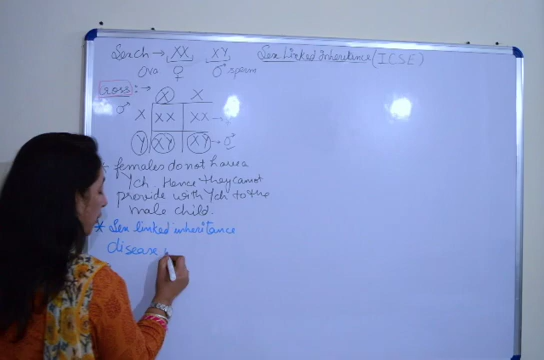 Sex ch → XX XY Sex Linked inheritance (ICSE)
Ova ♀ ♂ sperm
Cross : →
X X
♂ X XX XX →
Y XY XY → ♂
* females do not have a
Ych Hence they cannot
provide with Ych to the
male child.
* Sex linked inheritance
disease